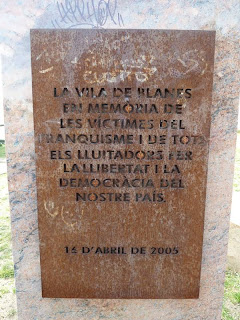 LA VILA DE BLANES
EN MEMÒRIA DE
LES VÍCTIMES DEL
FRANQUISME I DE TOTS
ELS LLUITADORS PER
LA LLIBERTAT I LA
DEMOCRÀCIA DEL
NOSTRE PAÍS.
16 D'ABRIL DE 2005